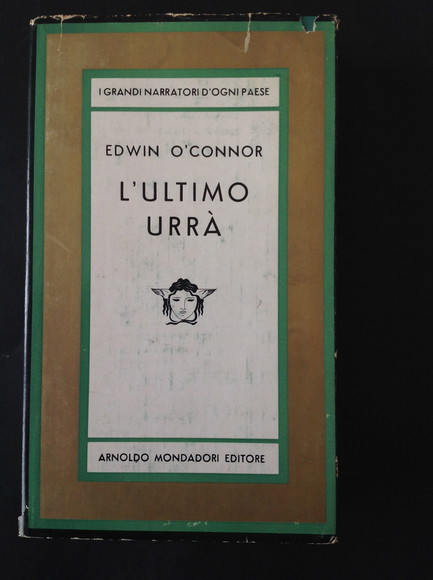 I GRANDI NARRATORI D'OGNI PAESE
EDWIN O'CONNOR
L'ULTIMO
URRÀ
ARNOLDO MONDADORI EDITORE